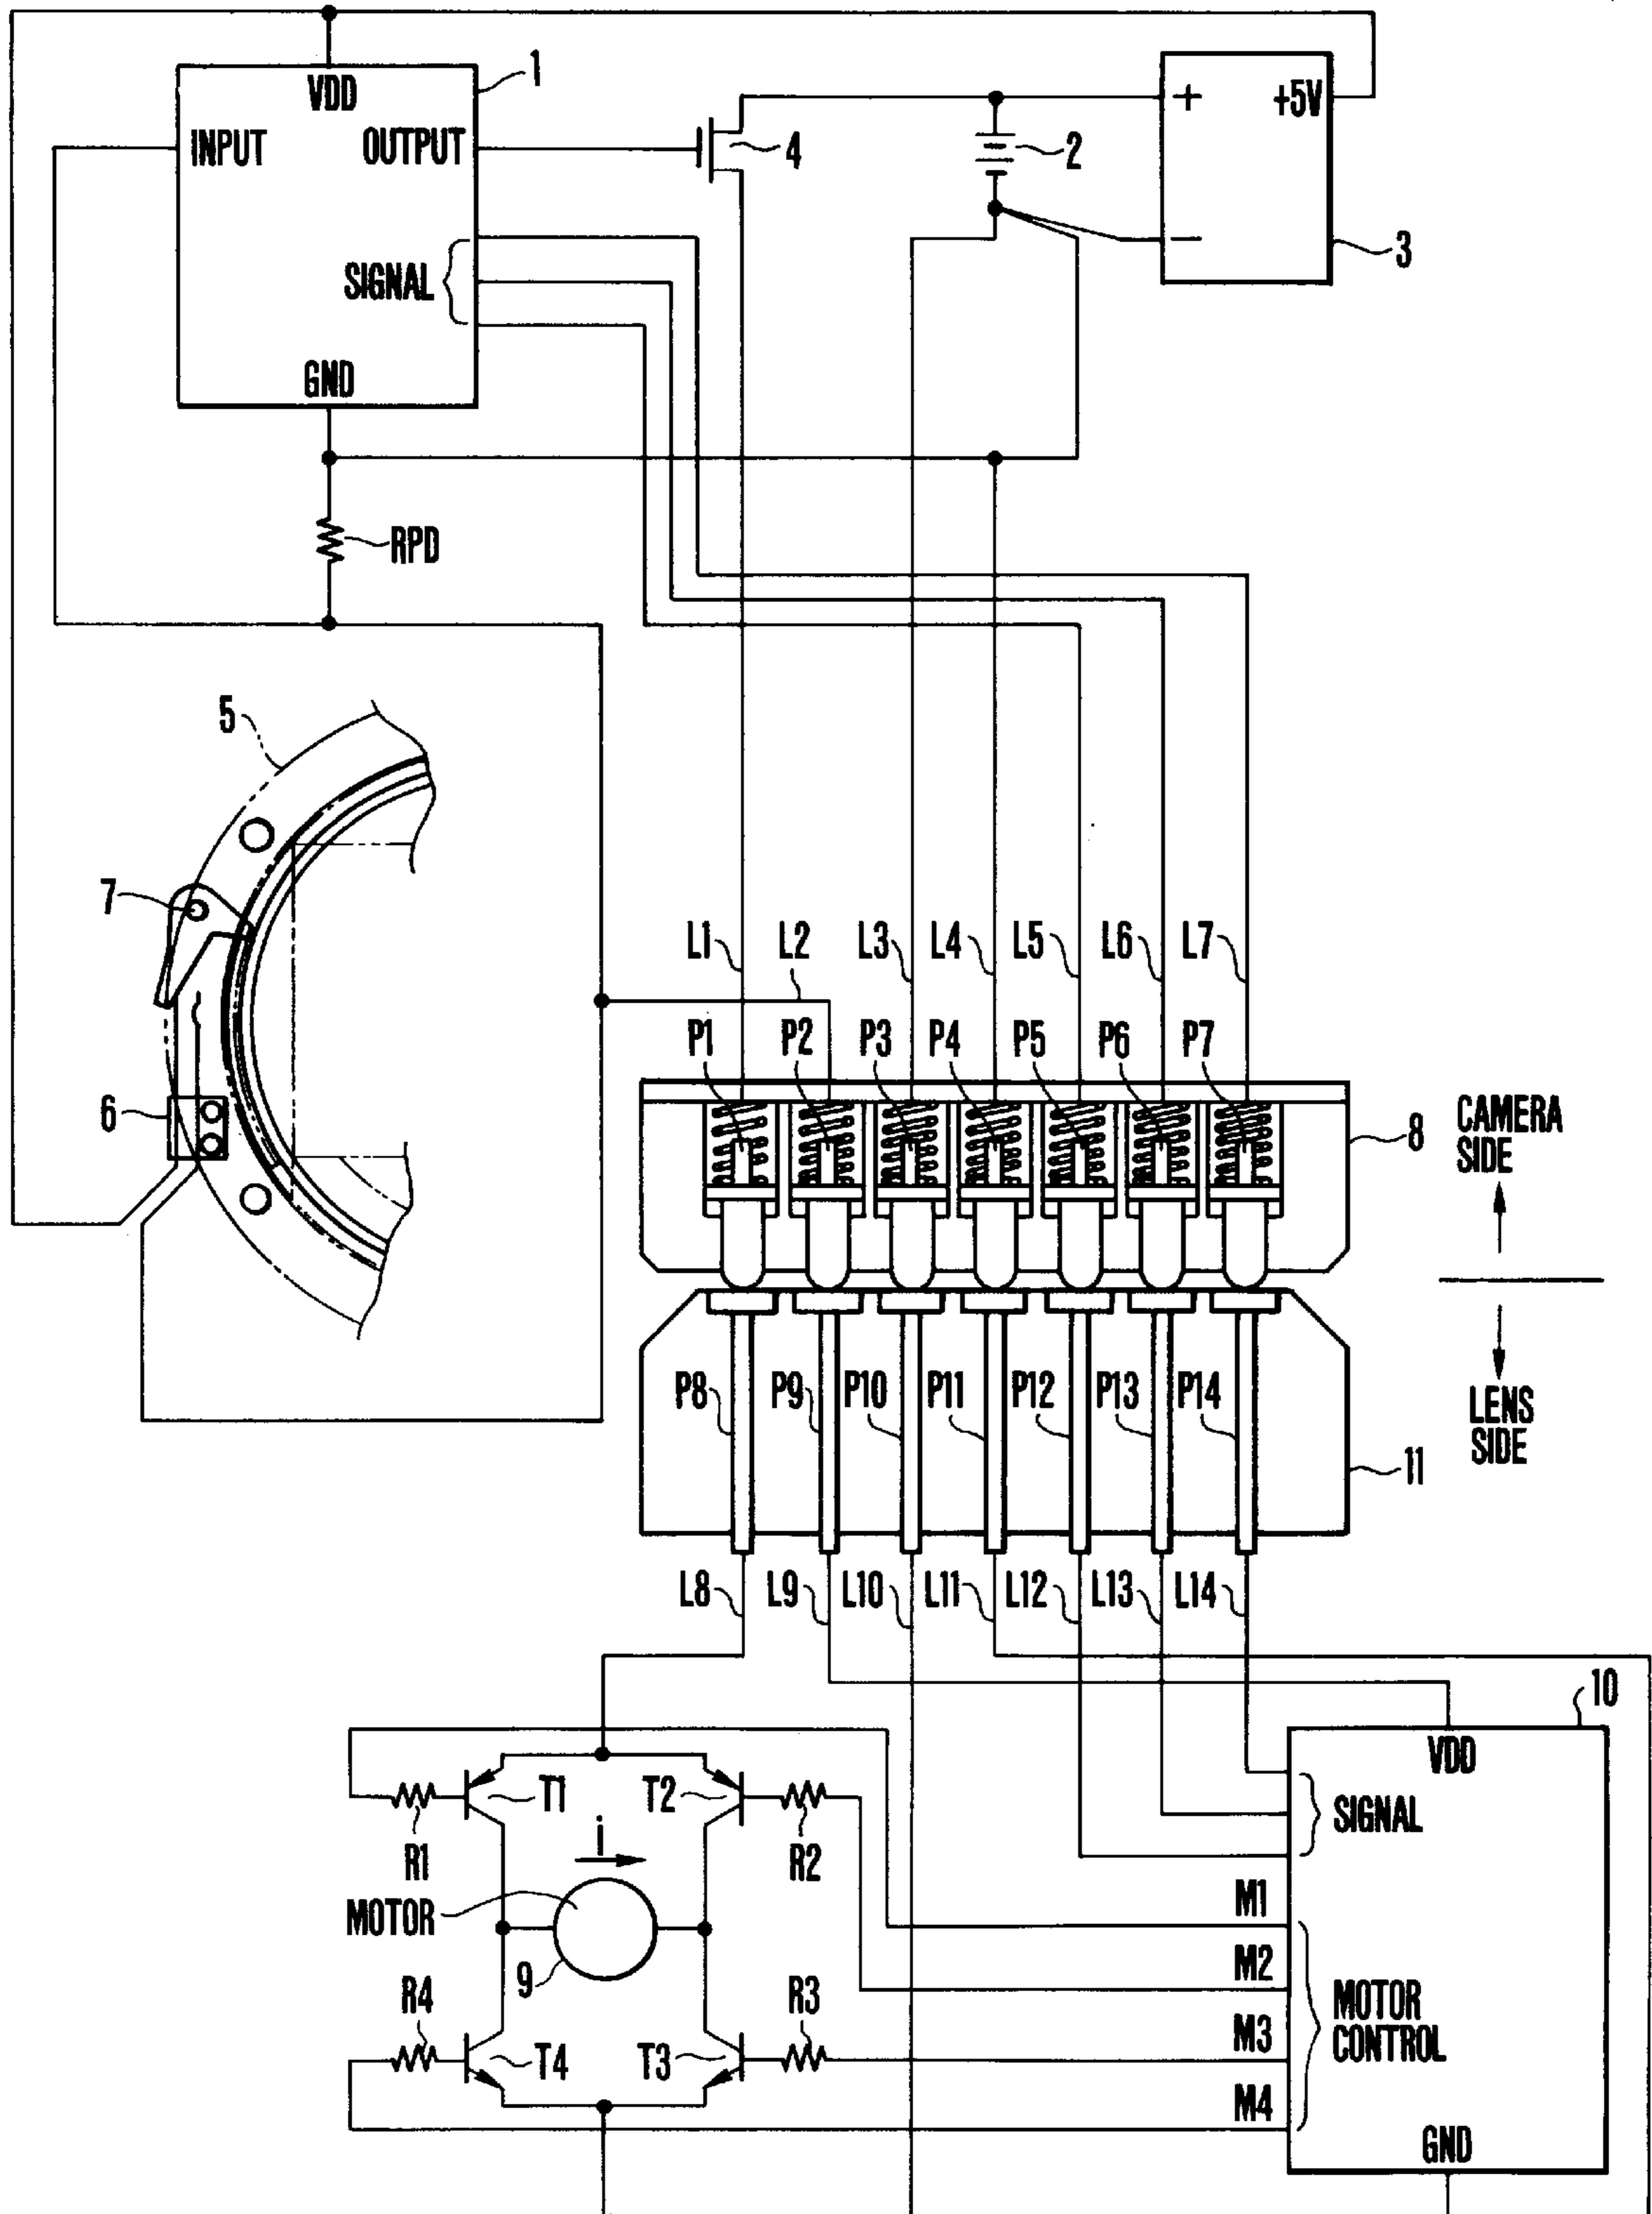 1
VDD
INPUT
OUTPUT
SIGNAL
GND
4
2
+
+5V
−
3
RPD
5
7
6
L1
L2
L3
L4
L5
L6
L7
P1
P2
P3
P4
P5
P6
P7
8
CAMERA
SIDE
LENS
SIDE
P8
P9
P10
P11
P12
P13
P14
11
L8
L9
L10
L11
L12
L13
L14
10
VDD
SIGNAL
T1
T2
R1
i
R2
MOTOR
9
M1
M2
M3
M4
MOTOR
CONTROL
R4
R3
T4
T3
GND